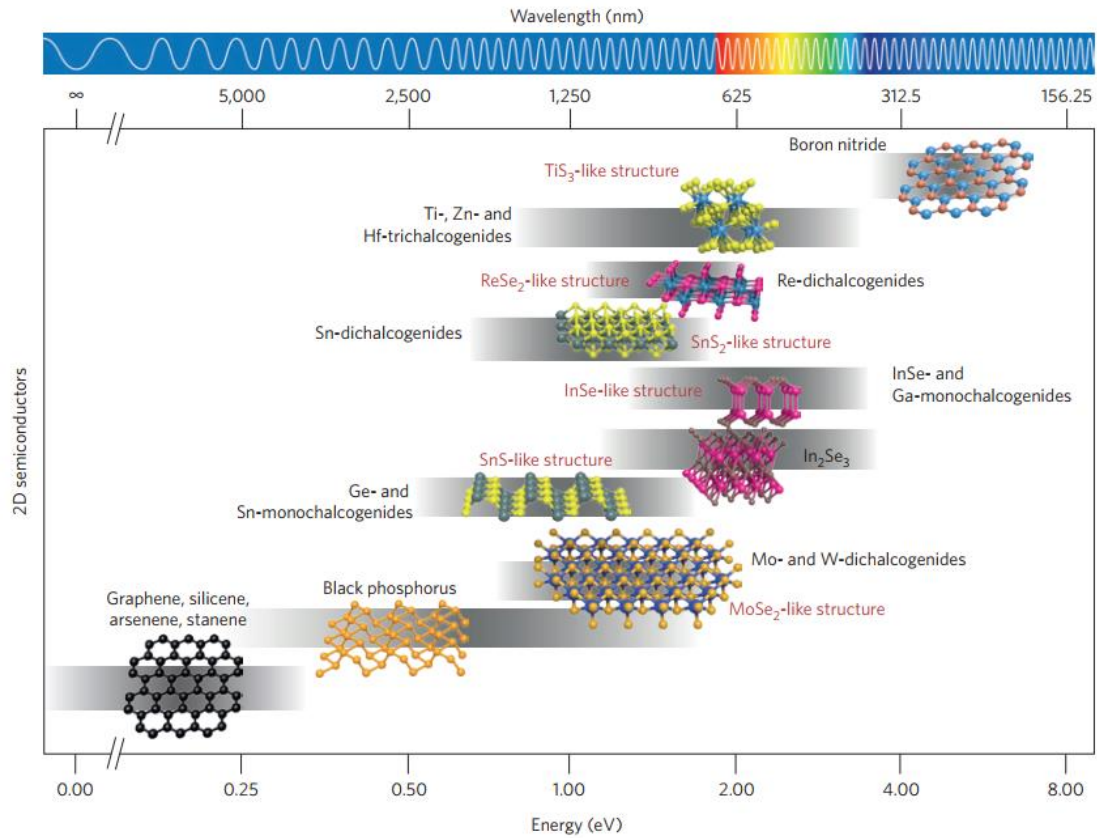 Wavelength (nm)
∞ 5,000 2,500 1,250 625 312.5 156.25
Boron nitride
TiS₃-like structure
Ti-, Zn- and
Hf-trichalcogenides
ReSe₂-like structure
Re-dichalcogenides
Sn-dichalcogenides
SnS₂-like structure
InSe-like structure
InSe- and
Ga-monochalcogenides
In₂Se₃
SnS-like structure
Ge- and
Sn-monochalcogenides
Mo- and W-dichalcogenides
MoSe₂-like structure
Black phosphorus
Graphene, silicene,
arsenene, stanene
2D semiconductors
0.00 0.25 0.50 1.00 2.00 4.00 8.00
Energy (eV)